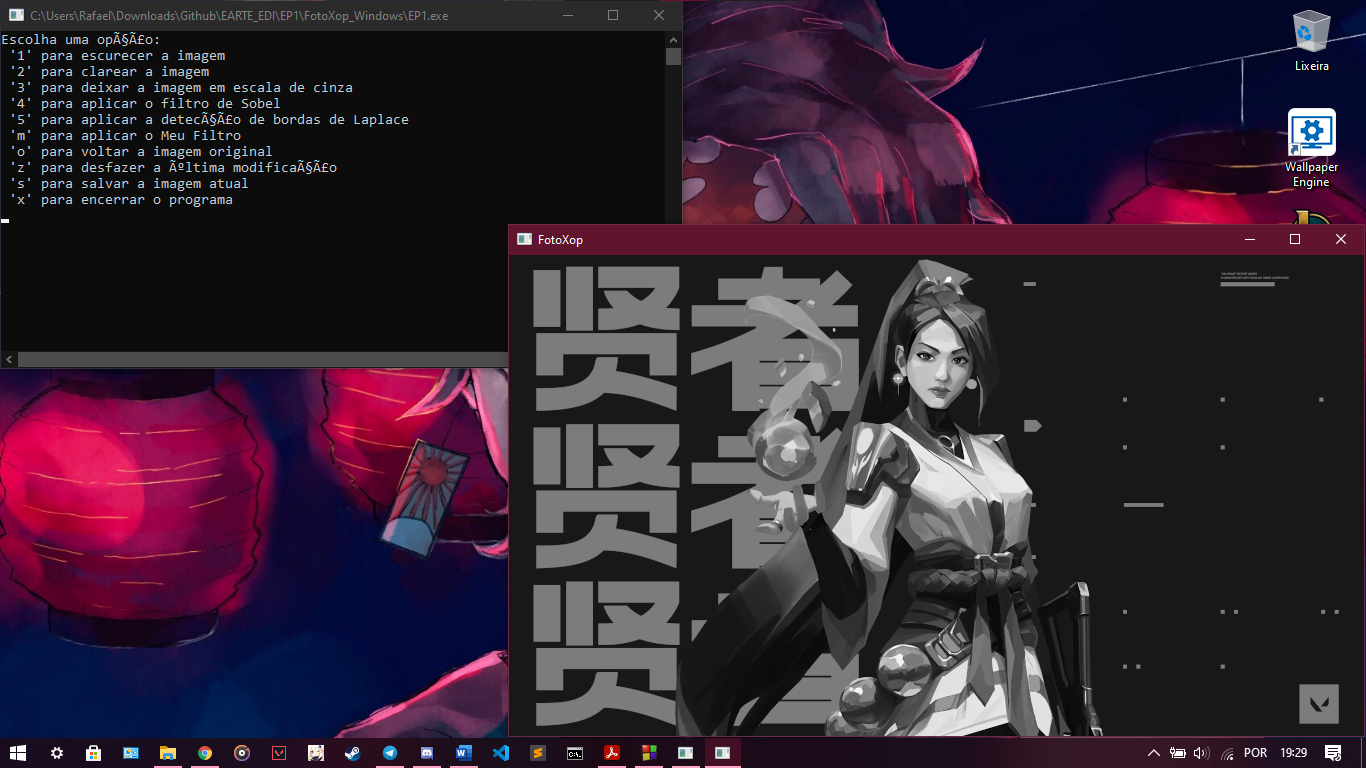 C:\Users\Rafael\Downloads\Github\EARTE_EDI\EP1\FotoXop_Windows\EP1.exe
Escolha uma opÃ§Ã£o:
'1' para escurecer a imagem
'2' para clarear a imagem
'3' para deixar a imagem em escala de cinza
'4' para aplicar o filtro de Sobel
'5' para aplicar a detecÃ§Ã£o de bordas de Laplace
'm' para aplicar o Meu Filtro
'o' para voltar a imagem original
'z' para desfazer a Ãºltima modificaÃ§Ã£o
's' para salvar a imagem atual
'x' para encerrar o programa
Lixeira
Wallpaper
Engine
FotoXop
贤者
贤者
贤
POR
19:29